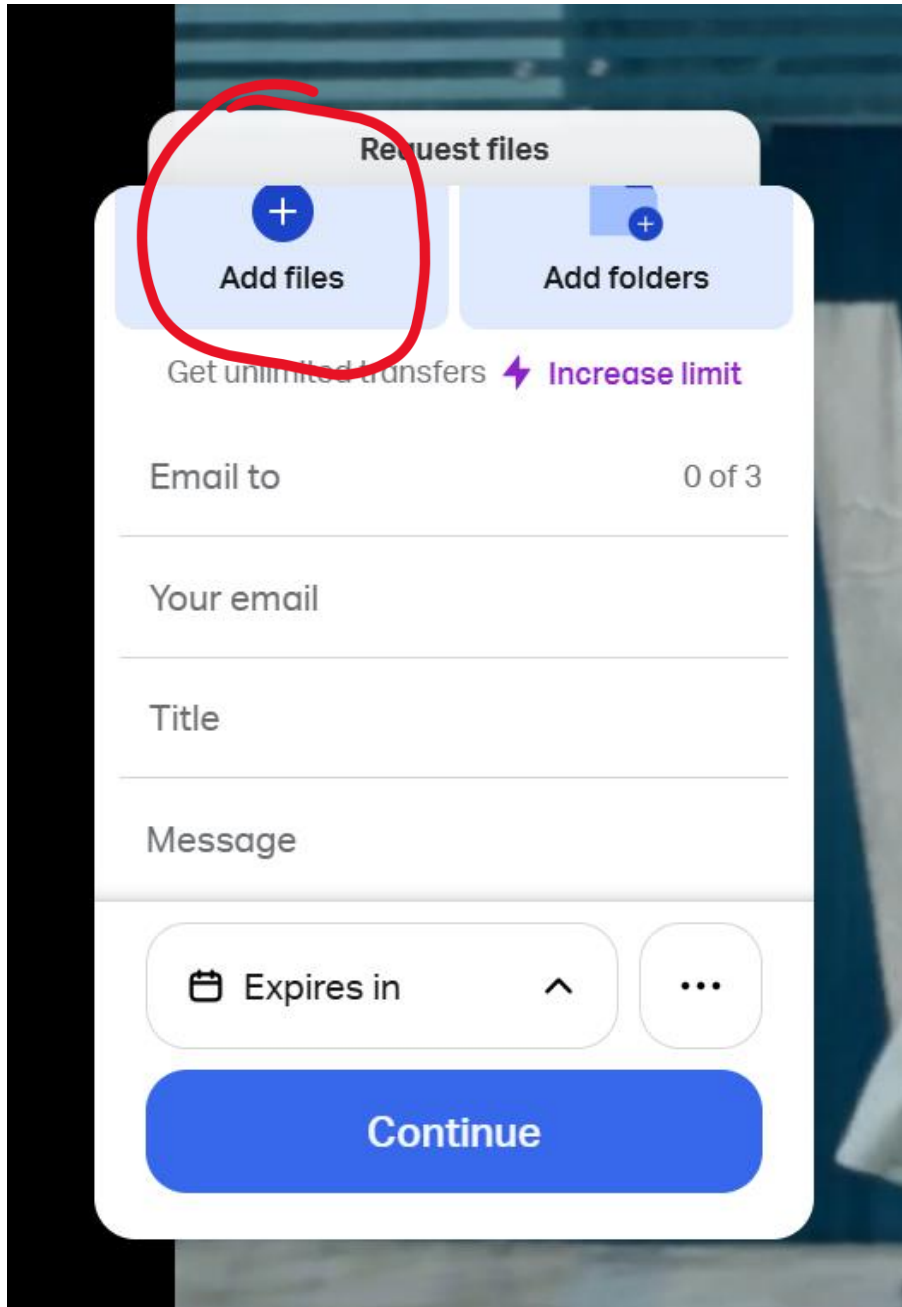 Request files
Add files
Add folders
Get unlimited transfers Increase limit
Email to
0 of 3
Your email
Title
Message
Expires in
Continue